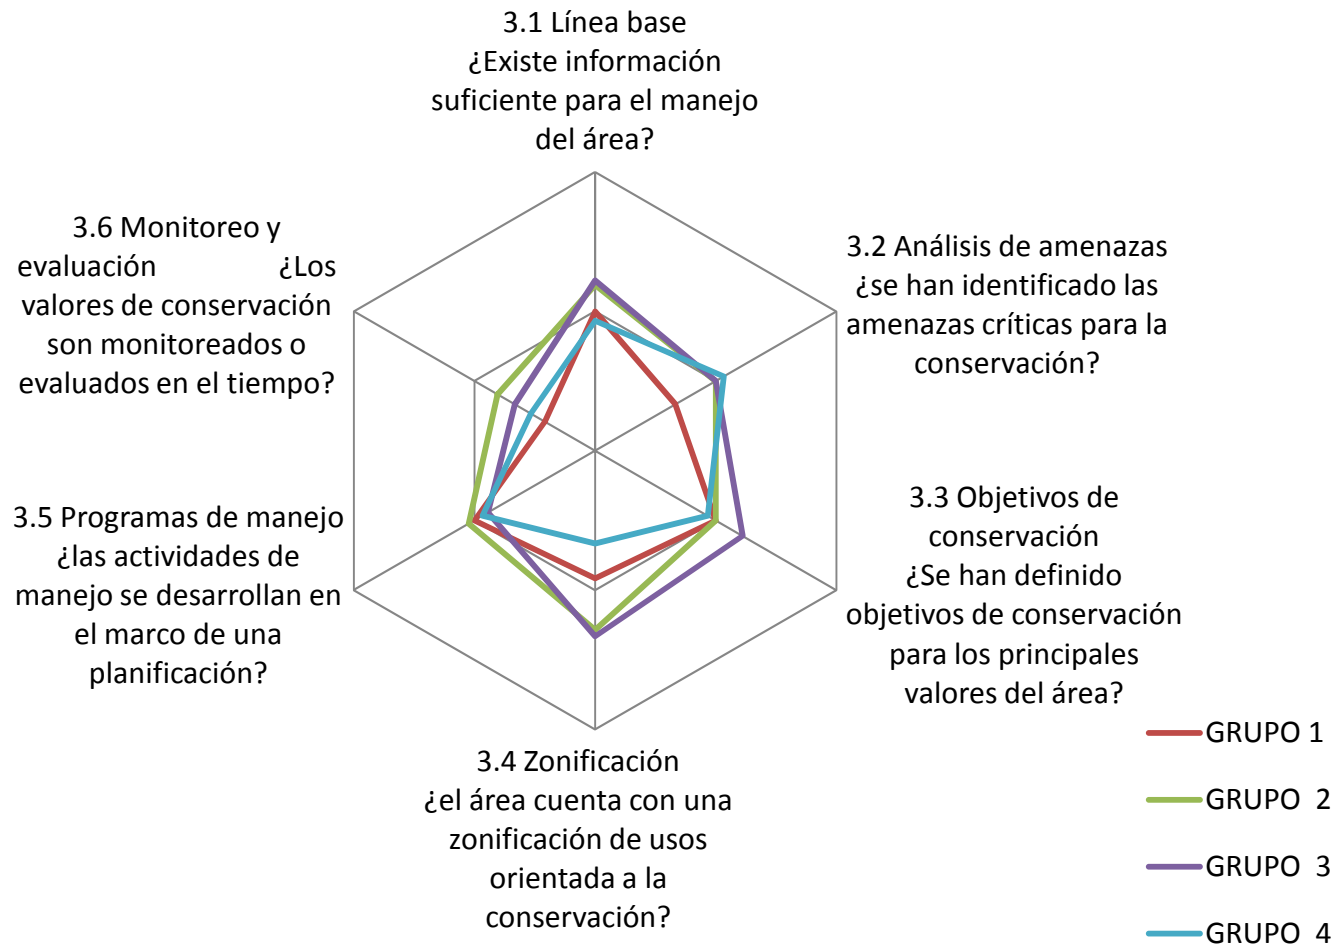 3.1 Línea base
¿Existe información
suficiente para el manejo
del área?
3.2 Análisis de amenazas
¿se han identificado las
amenazas críticas para la
conservación?
3.3 Objetivos de
conservación
¿Se han definido
objetivos de conservación
para los principales
valores del área?
3.4 Zonificación
¿el área cuenta con una
zonificación de usos
orientada a la
conservación?
3.5 Programas de manejo
¿las actividades de
manejo se desarrollan en
el marco de una
planificación?
3.6 Monitoreo y
evaluación ¿Los
valores de conservación
son monitoreados o
evaluados en el tiempo?
GRUPO 1
GRUPO 2
GRUPO 3
GRUPO 4